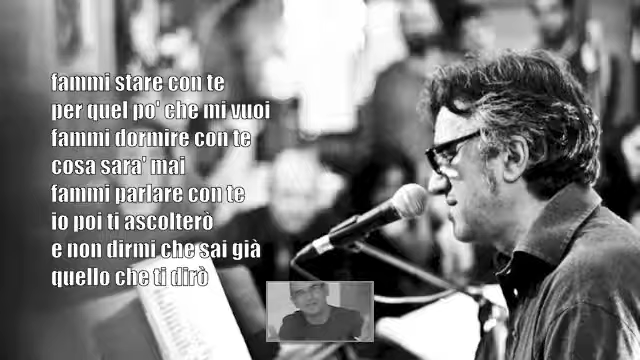 fammi stare con te
per quel po' che mi vuoi
fammi dormire con te
cosa sara' mai
fammi parlare con te
io poi ti ascolterò
e non dirmi che sai già
quello che ti dirò